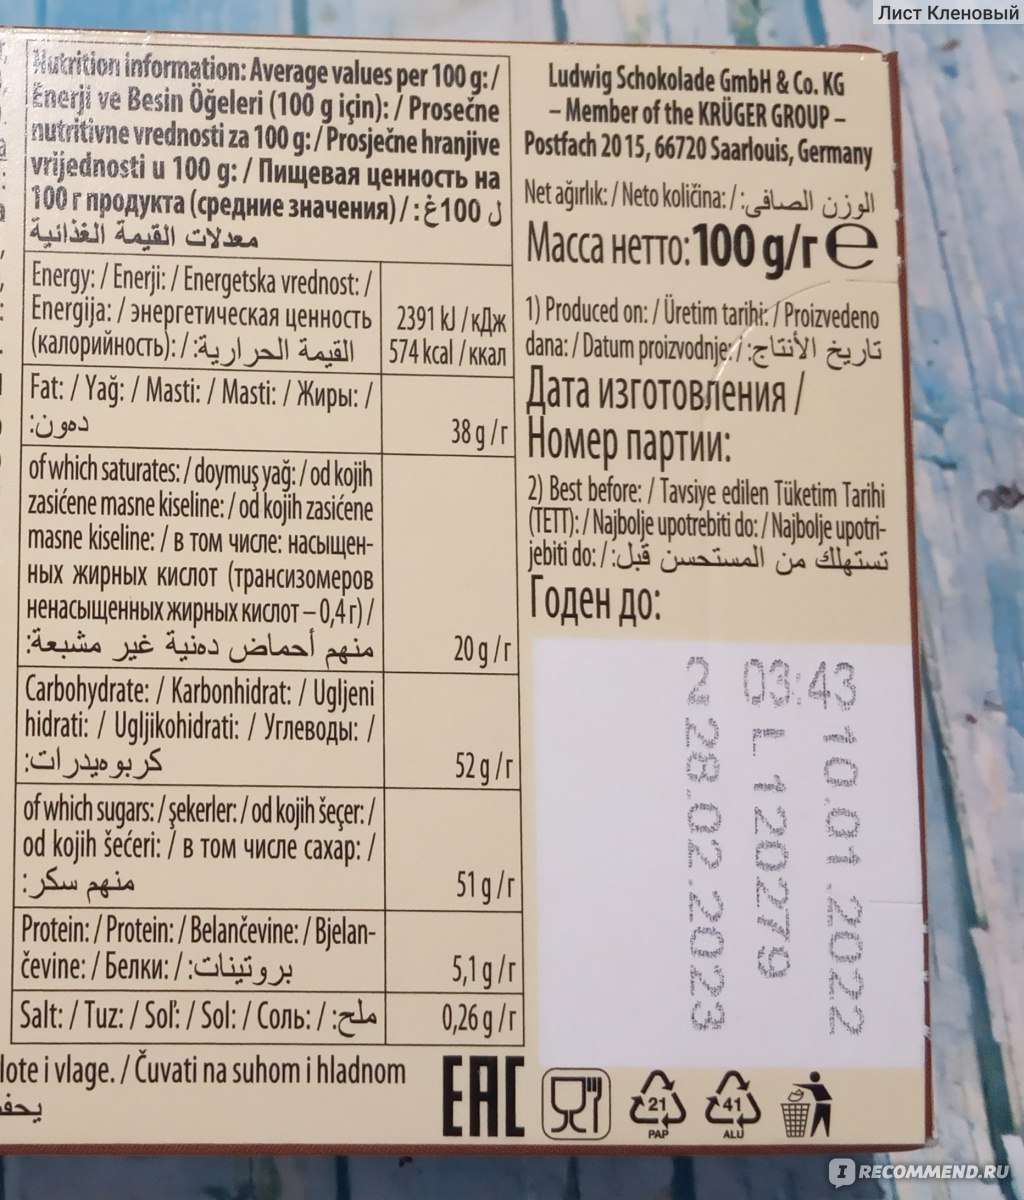 Лист Кленовый
Nutrition information: Average values per 100 g: /
Enerji ve Besin Öğeleri (100 g için): / Prosečne
nutritivne vrednosti za 100 g: / Prosječne hranjive
vrijednosti u 100 g: / Пищевая ценность на
100 г продукта (средние значения) / :غ100 ل
معدلات القيمة الغذائية
Energy: / Enerji: / Energetska vrednost: /
Energija: / энергетическая ценность
(калорийность): / :القيمة الحرارية
2391 kJ / кДж
574 kcal / ккал
Fat: / Yağ: / Masti: / Masti: / Жиры: /
دهون:
38 g/г
of which saturates: / doymuş yağ: / od kojih
zasićene masne kiseline: / od kojih zasićene
masne kiseline: / в том числе: насыщен-
ных жирных кислот (трансизомеров
ненасыщенных жирных кислот – 0,4 г) /
منهم أحماض دهنية غير مشبعة:
20 g/г
Carbohydrate: / Karbonhidrat: / Ugljeni
hidrati: / Ugljikohidrati: / Углеводы: /
كربوهيدرات:
52 g/г
of which sugars: / şekerler: / od kojih šećer: /
od kojih šećeri: / в том числе сахар: /
منهم سكر:
51 g/г
Protein: / Protein: / Belančevine: / Bjelan-
čevine: / Белки: / :بروتينات
5,1 g/г
Salt: / Tuz: / Soľ: / Sol: / Соль: / :ملح
0,26 g/г
lote i vlage. / Čuvati na suhom i hladnom
Ludwig Schokolade GmbH & Co. KG
– Member of the KRÜGER GROUP –
Postfach 20 15, 66720 Saarlouis, Germany
Net ağırlık: / Neto količina: / :الوزن الصافي
Масса нетто: 100 g/г ℮
1) Produced on: / Üretim tarihi: / Proizvedeno
dana: / Datum proizvodnje: / :تاريخ الأنتاج
Дата изготовления /
Номер партии:
2) Best before: / Tavsiye edilen Tüketim Tarihi
(TETT): / Najbolje upotrebiti do: / Najbolje upotri-
jebiti do: / :تستهلك من المستحسن قبل
Годен до:
03:43 10.01.2022
L 120279
2 28.02.2023
EAC
21
PAP
41
ALU
IRECOMMEND.RU